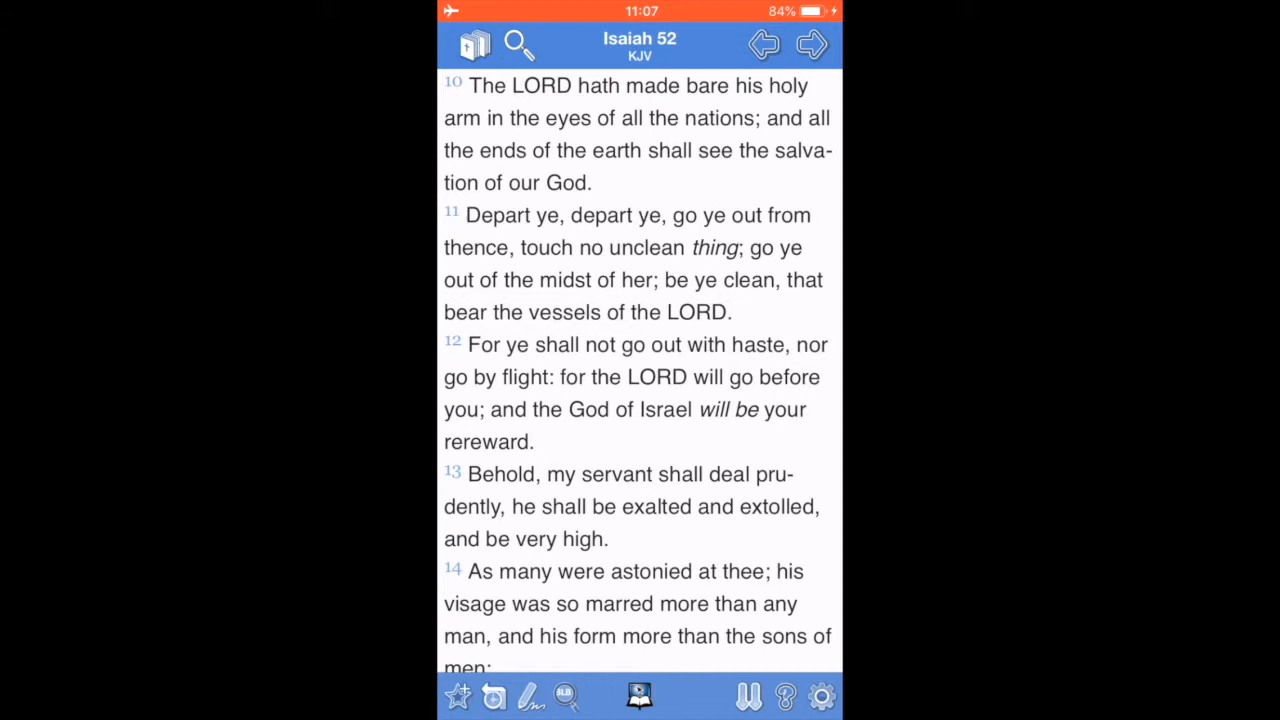 11:07
84%
Isaiah 52
KJV
10 The LORD hath made bare his holy
arm in the eyes of all the nations; and all
the ends of the earth shall see the salva-
tion of our God.
11 Depart ye, depart ye, go ye out from
thence, touch no unclean thing; go ye
out of the midst of her; be ye clean, that
bear the vessels of the LORD.
12 For ye shall not go out with haste, nor
go by flight: for the LORD will go before
you; and the God of Israel will be your
rereward.
13 Behold, my servant shall deal pru-
dently, he shall be exalted and extolled,
and be very high.
14 As many were astonied at thee; his
visage was so marred more than any
man, and his form more than the sons of
men:
BLB